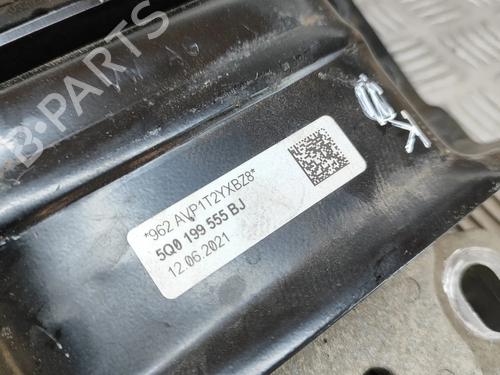 B-PARTS
*962 AVP1T2YXBZ8*
5Q0 199 555 BJ
12.06.2021